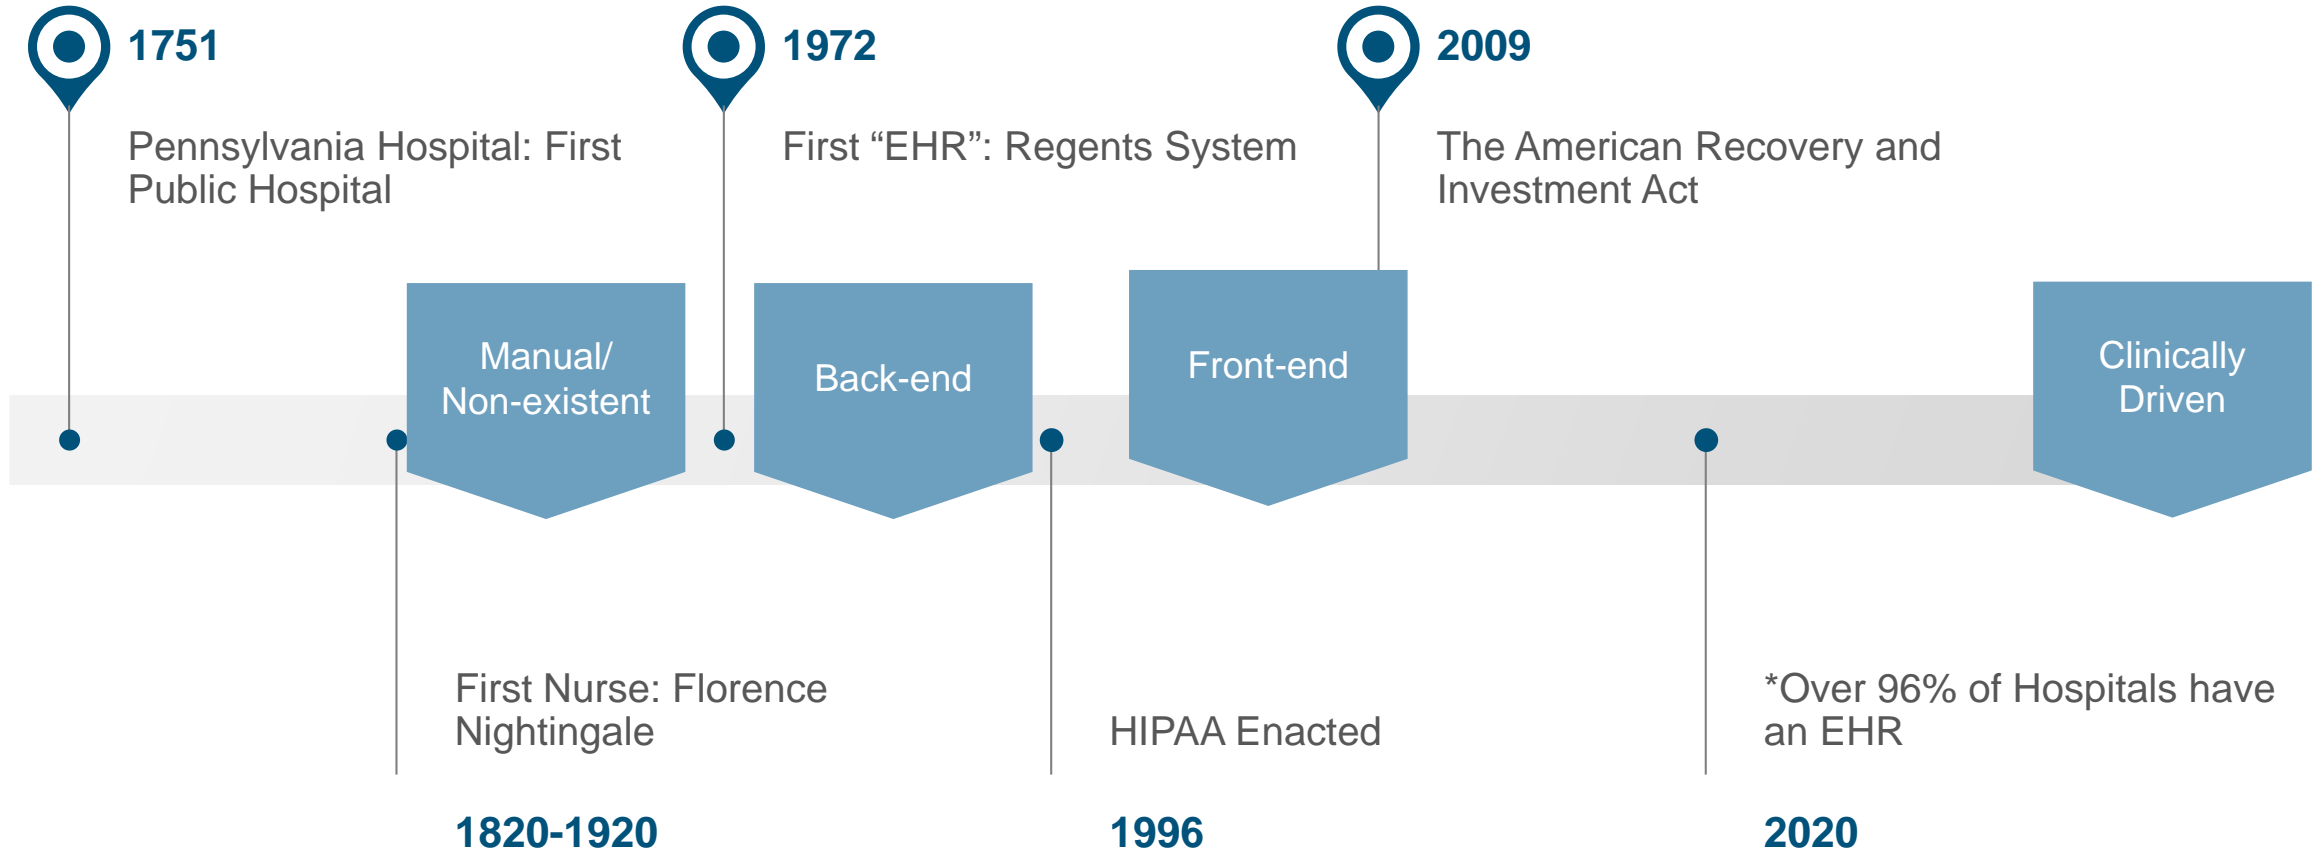 1751
Pennsylvania Hospital: First
Public Hospital
1972
First “EHR”: Regents System
2009
The American Recovery and
Investment Act
Manual/
Non-existent
Back-end
Front-end
Clinically
Driven
First Nurse: Florence
Nightingale
1820-1920
HIPAA Enacted
1996
*Over 96% of Hospitals have
an EHR
2020